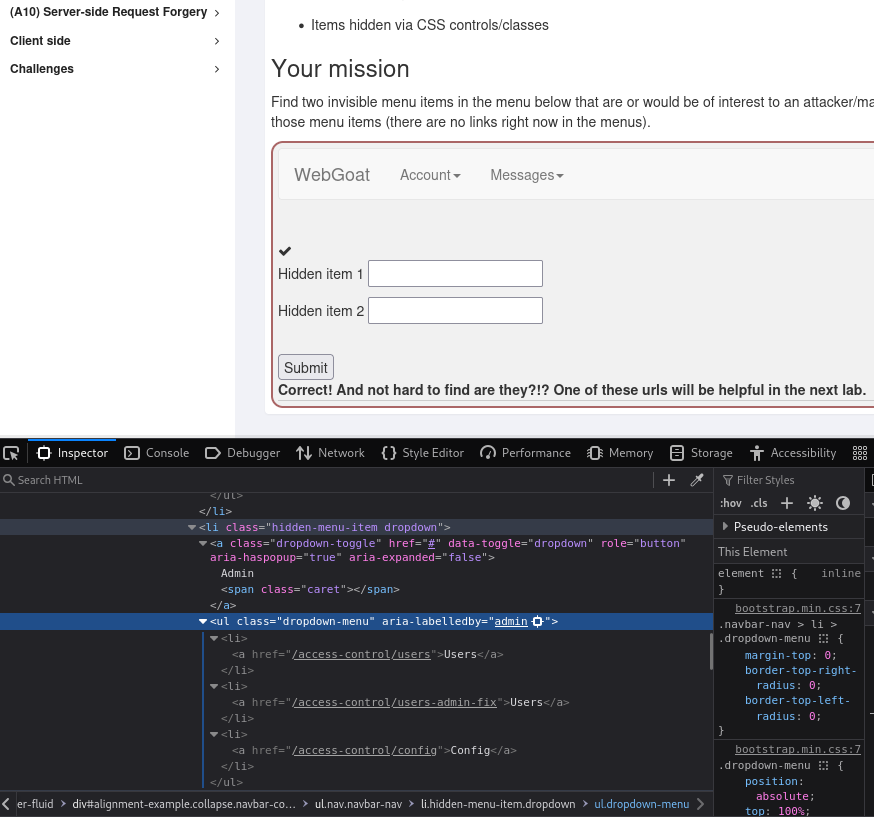 (A10) Server-side Request Forgery
Client side
Challenges
Items hidden via CSS controls/classes
Your mission
Find two invisible menu items in the menu below that are or would be of interest to an attacker/ma
those menu items (there are no links right now in the menus).
WebGoat Account Messages
Hidden item 1
Hidden item 2
Submit
Correct! And not hard to find are they?!? One of these urls will be helpful in the next lab.
Inspector Console Debugger Network Style Editor Performance Memory Storage Accessibility
Search HTML
</ul>
</li>
<li class="hidden-menu-item dropdown">
<a class="dropdown-toggle" href="#" data-toggle="dropdown" role="button"
aria-haspopup="true" aria-expanded="false">
Admin
<span class="caret"></span>
</a>
<ul class="dropdown-menu" aria-labelledby="admin">
<li>
<a href="/access-control/users">Users</a>
</li>
<li>
<a href="/access-control/users-admin-fix">Users</a>
</li>
<li>
<a href="/access-control/config">Config</a>
</li>
</ul>
er-fluid > div#alignment-example.collapse.navbar-co... > ul.nav.navbar-nav > li.hidden-menu-item.dropdown > ul.dropdown-menu
Filter Styles
:hov .cls
Pseudo-elements
This Element
element { inline
}
bootstrap.min.css:7
.navbar-nav > li >
.dropdown-menu {
margin-top: 0;
border-top-right-
radius: 0;
border-top-left-
radius: 0;
}
bootstrap.min.css:7
.dropdown-menu {
position:
absolute;
top: 100%;